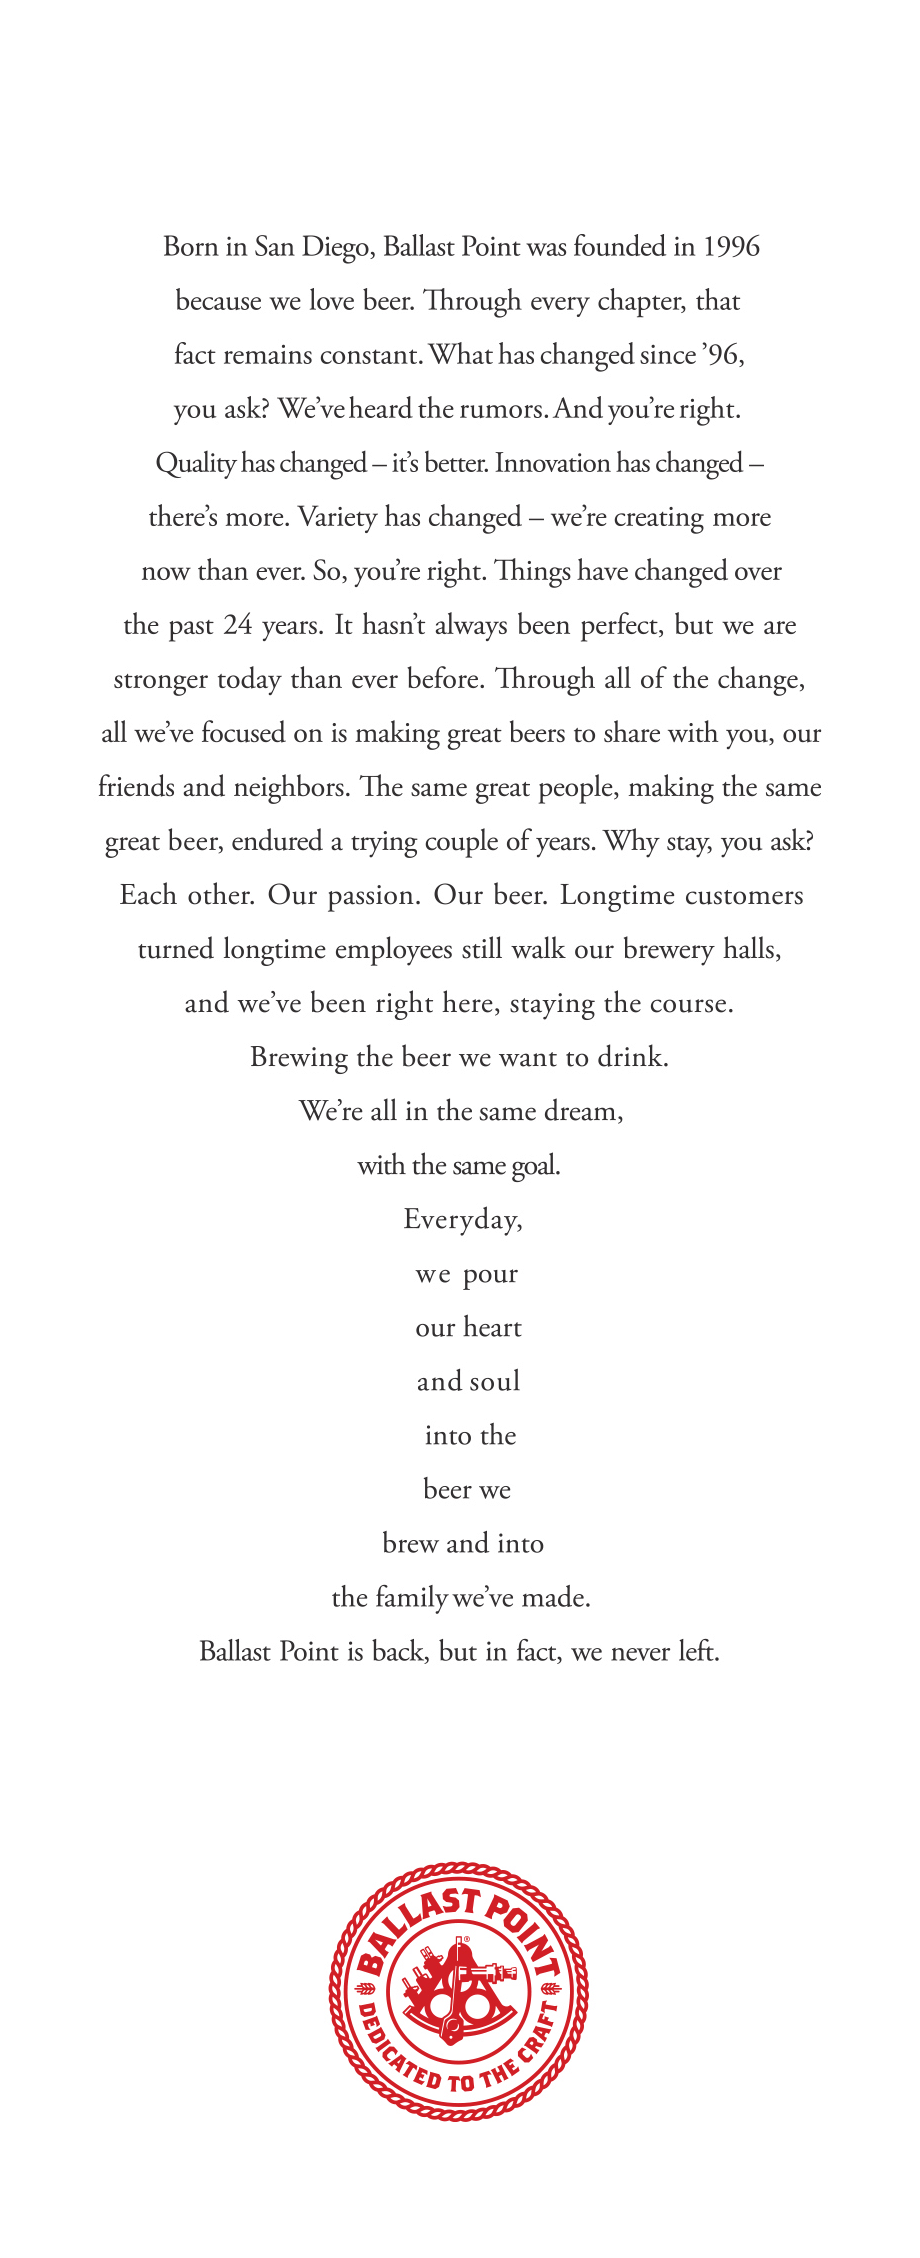 Born in San Diego, Ballast Point was founded in 1996
because we love beer. Through every chapter, that
fact remains constant. What has changed since ’96,
you ask? We’ve heard the rumors. And you’re right.
Quality has changed – it’s better. Innovation has changed –
there’s more. Variety has changed – we’re creating more
now than ever. So, you’re right. Things have changed over
the past 24 years. It hasn’t always been perfect, but we are
stronger today than ever before. Through all of the change,
all we’ve focused on is making great beers to share with you, our
friends and neighbors. The same great people, making the same
great beer, endured a trying couple of years. Why stay, you ask?
Each other. Our passion. Our beer. Longtime customers
turned longtime employees still walk our brewery halls,
and we’ve been right here, staying the course.
Brewing the beer we want to drink.
We’re all in the same dream,
with the same goal.
Everyday,
we pour
our heart
and soul
into the
beer we
brew and into
the family we’ve made.
Ballast Point is back, but in fact, we never left.
BALLAST POINT
®
DEDICATED TO THE CRAFT